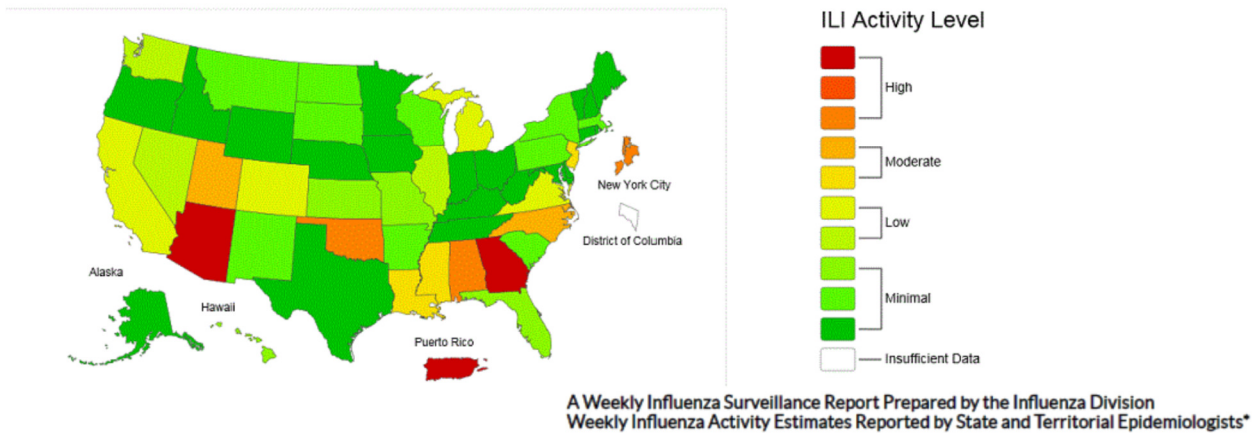 ILI Activity Level
High
Moderate
Low
Minimal
Insufficient Data
New York City
District of Columbia
Alaska
Hawaii
Puerto Rico
A Weekly Influenza Surveillance Report Prepared by the Influenza Division
Weekly Influenza Activity Estimates Reported by State and Territorial Epidemiologists*